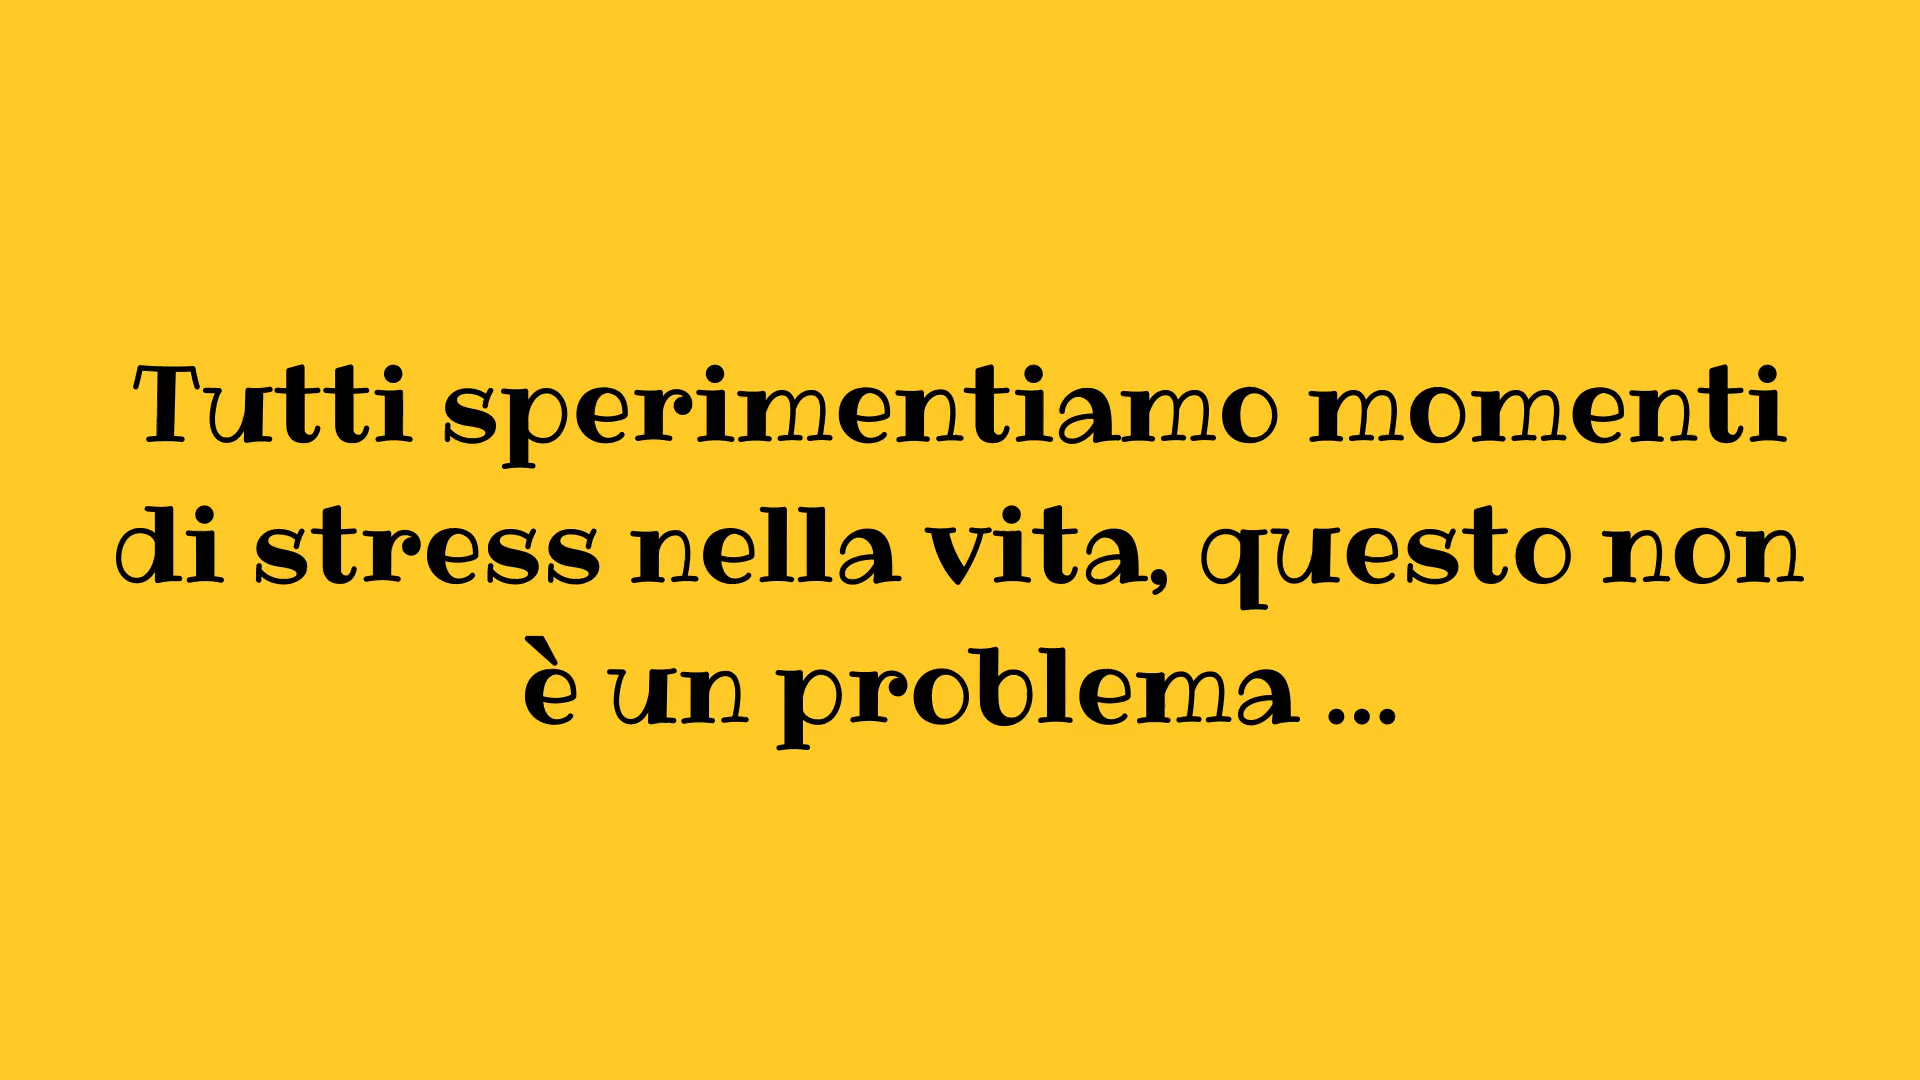 Tutti sperimentiamo momenti
di stress nella vita, questo non
è un problema ...